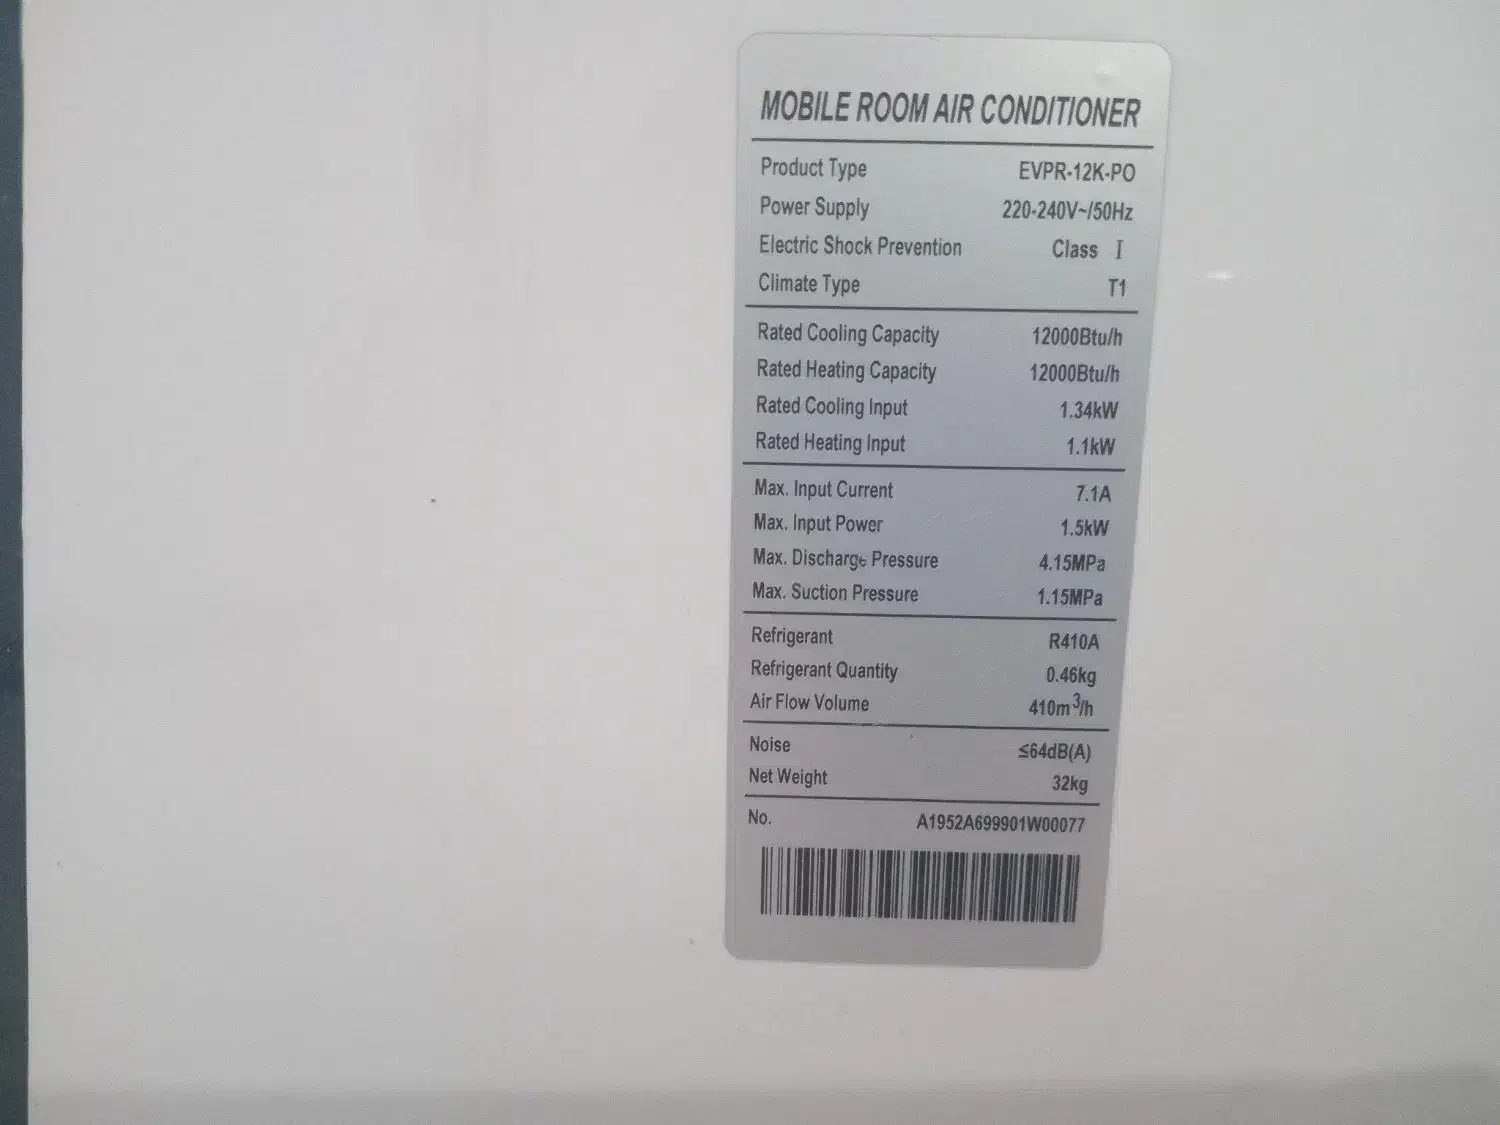 MOBILE ROOM AIR CONDITIONER
Product Type EVPR-12K-PO
Power Supply 220-240V~/50Hz
Electric Shock Prevention Class I
Climate Type T1
Rated Cooling Capacity 12000Btu/h
Rated Heating Capacity 12000Btu/h
Rated Cooling Input 1.34kW
Rated Heating Input 1.1kW
Max. Input Current 7.1A
Max. Input Power 1.5kW
Max. Discharge Pressure 4.15MPa
Max. Suction Pressure 1.15MPa
Refrigerant R410A
Refrigerant Quantity 0.46kg
Air Flow Volume 410m³/h
Noise ≤64dB(A)
Net Weight 32kg
No. A1952A699901W00077